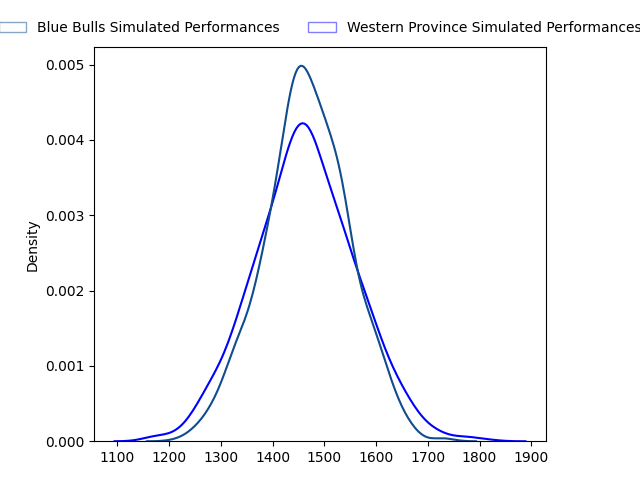 Blue Bulls Simulated Performances
Western Province Simulated Performances
0.005
0.004
0.003
0.002
0.001
0.000
Density
1100 1200 1300 1400 1500 1600 1700 1800 1900